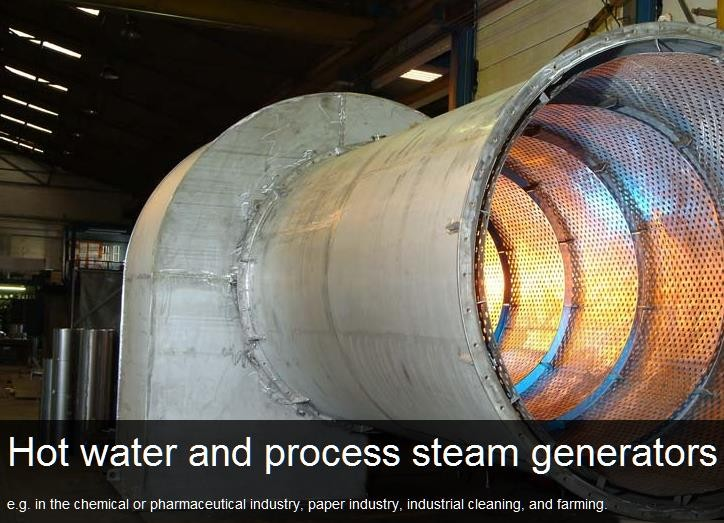 Hot water and process steam generators
e.g. in the chemical or pharmaceutical industry, paper industry, industrial cleaning, and farming.